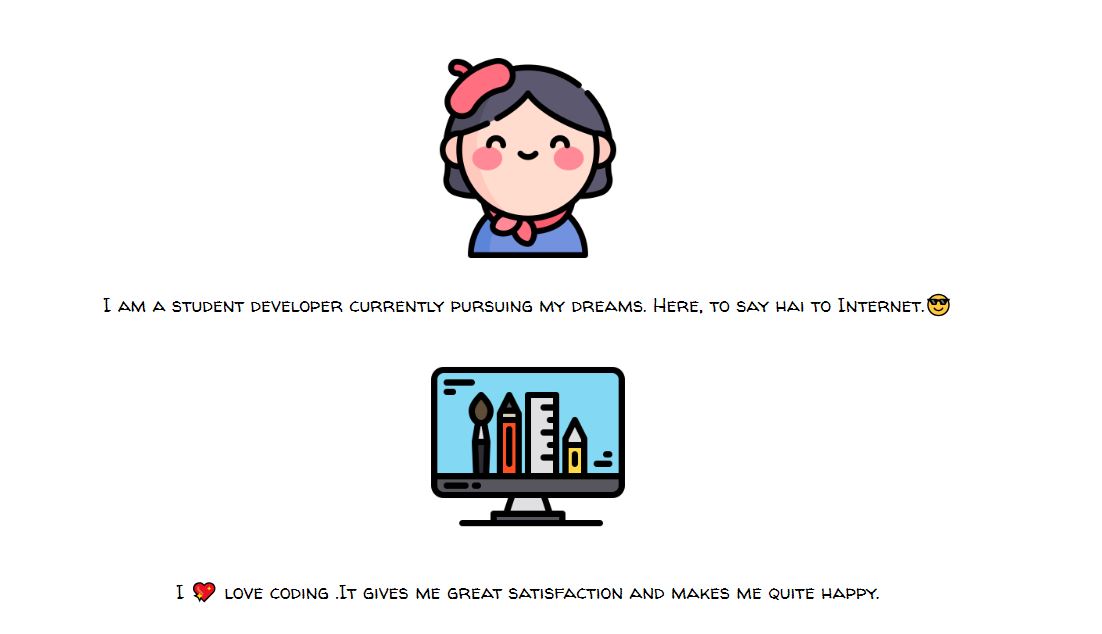 I am a student developer currently pursuing my dreams. Here, to say hai to Internet.😎
I 💖 love coding .It gives me great satisfaction and makes me quite happy.